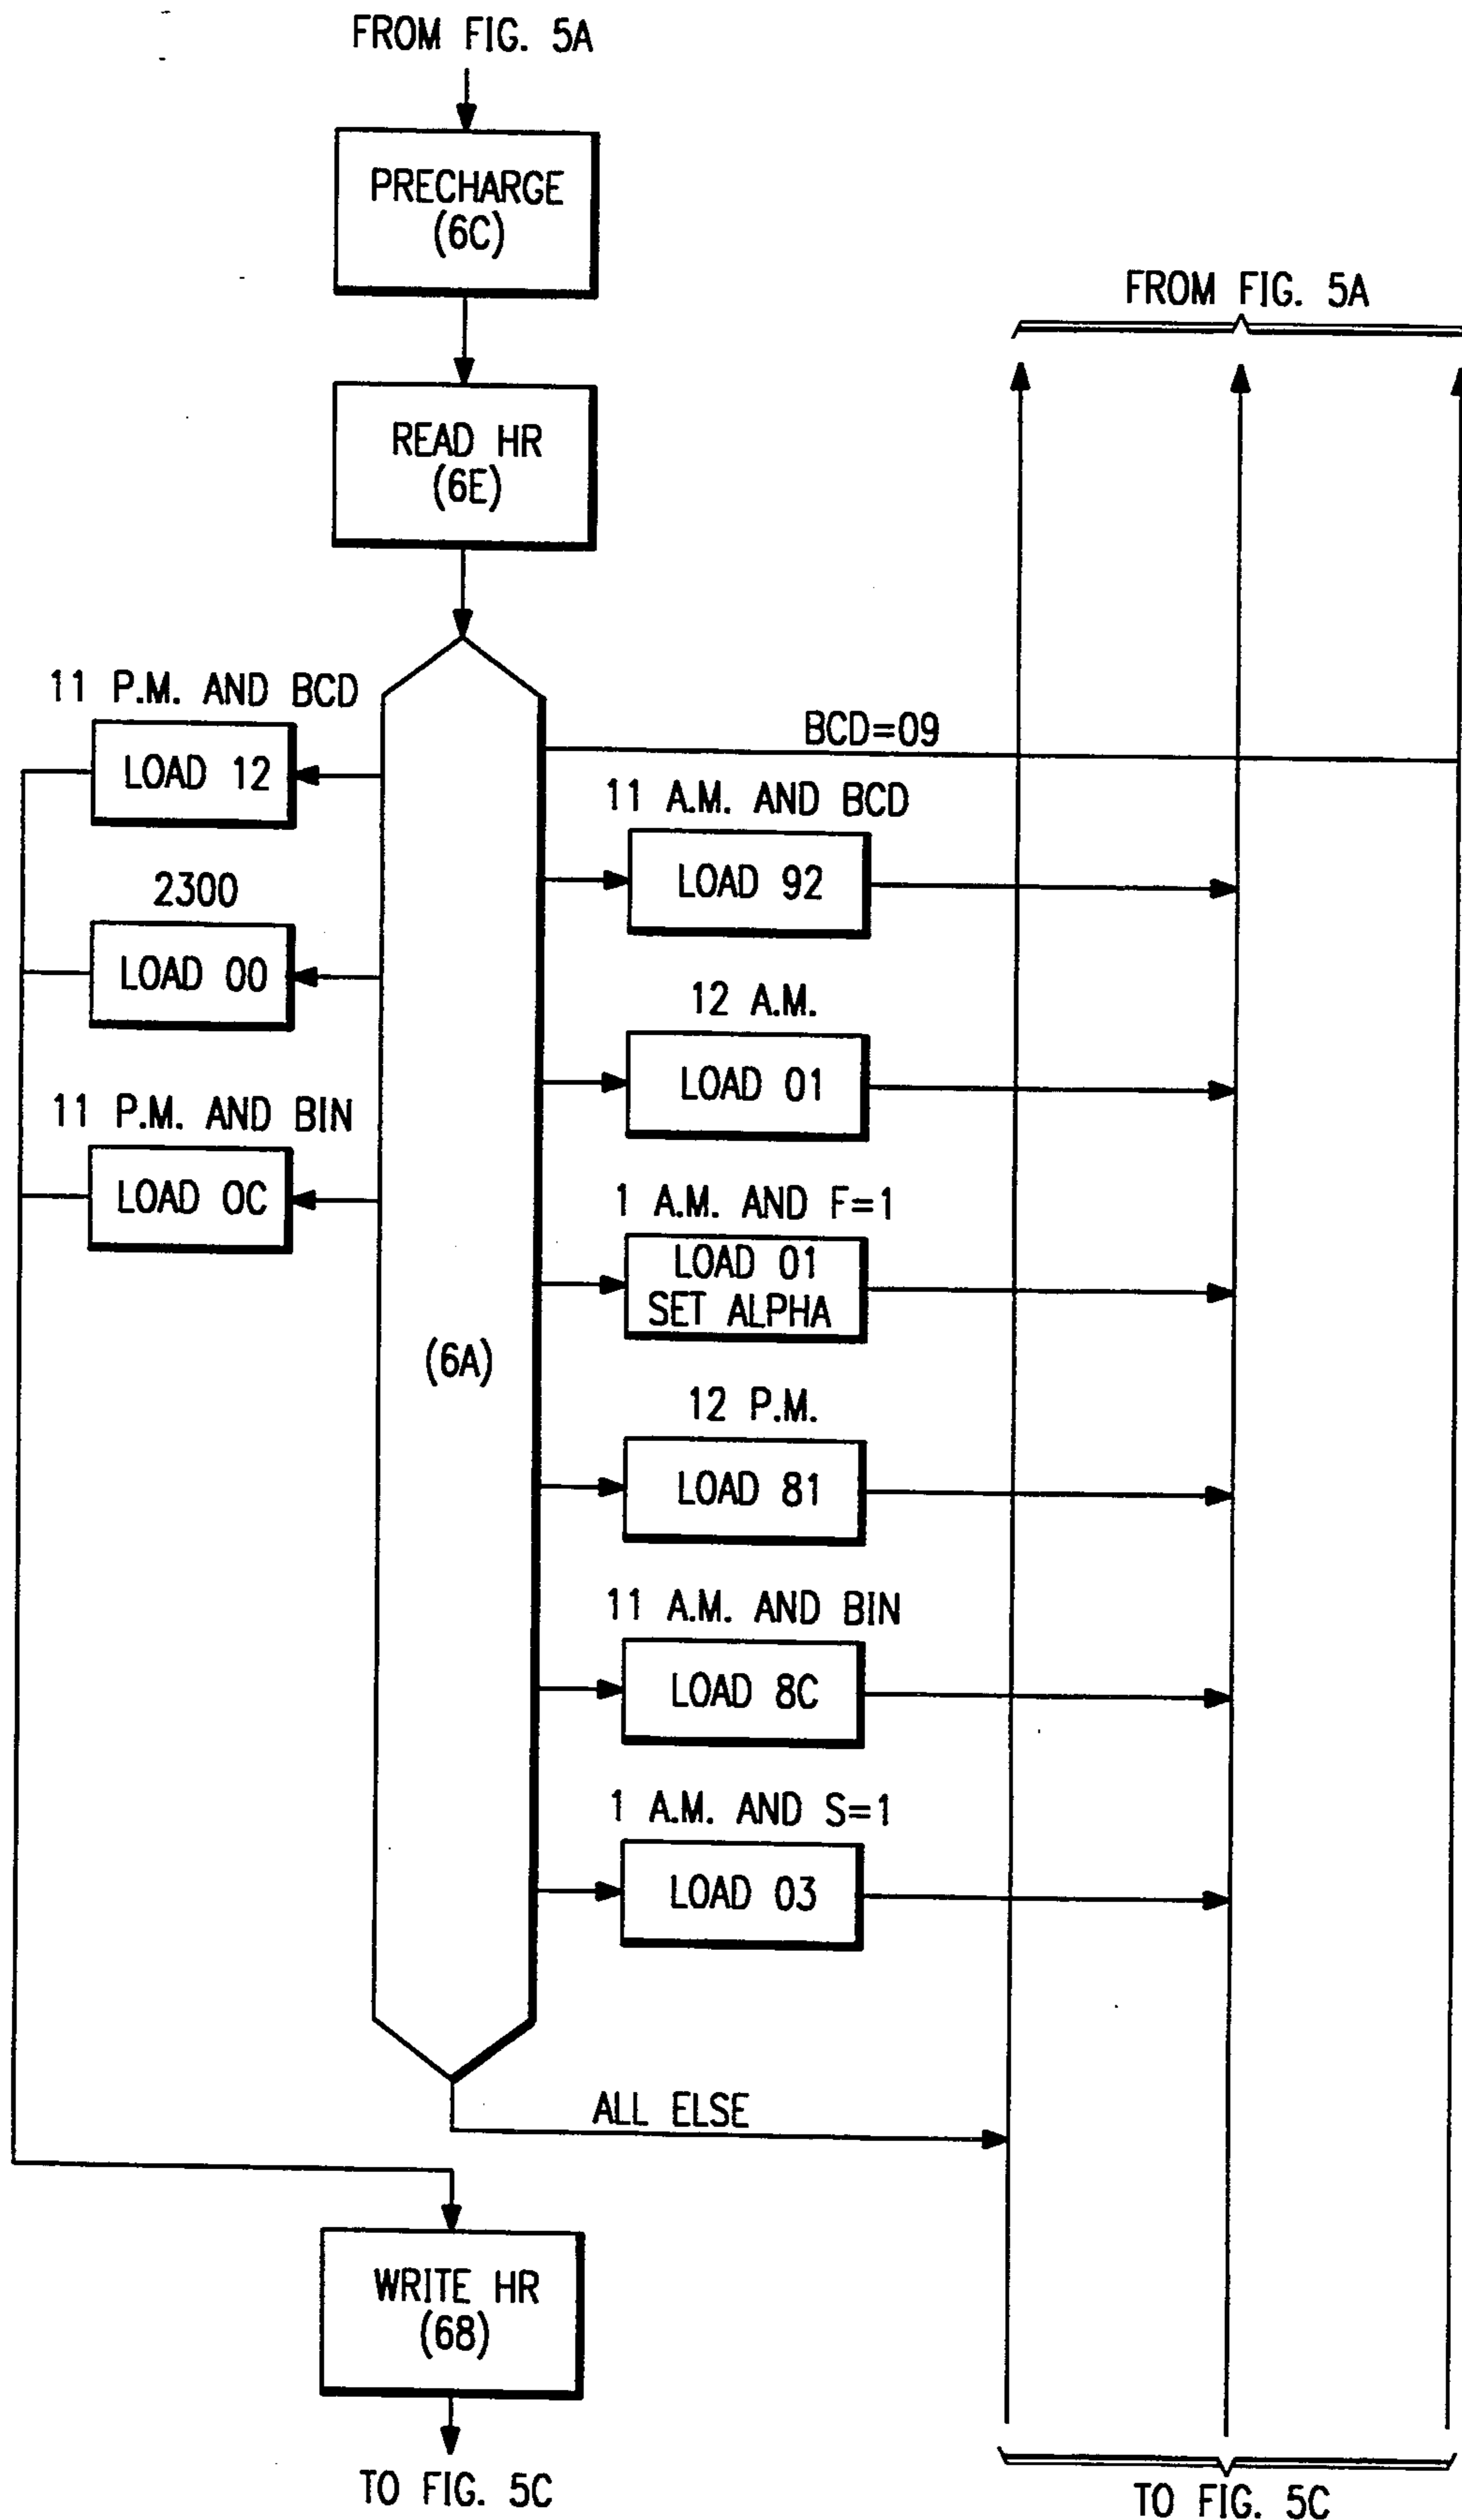 FROM FIG. 5A
PRECHARGE
(6C)
FROM FIG. 5A
READ HR
(6E)
11 P.M. AND BCD
LOAD 12
BCD=09
11 A.M. AND BCD
LOAD 92
2300
LOAD 00
12 A.M.
LOAD 01
11 P.M. AND BIN
LOAD 0C
1 A.M. AND F=1
LOAD 01
SET ALPHA
(6A)
12 P.M.
LOAD 81
11 A.M. AND BIN
LOAD 8C
1 A.M. AND S=1
LOAD 03
ALL ELSE
WRITE HR
(68)
TO FIG. 5C
TO FIG. 5C